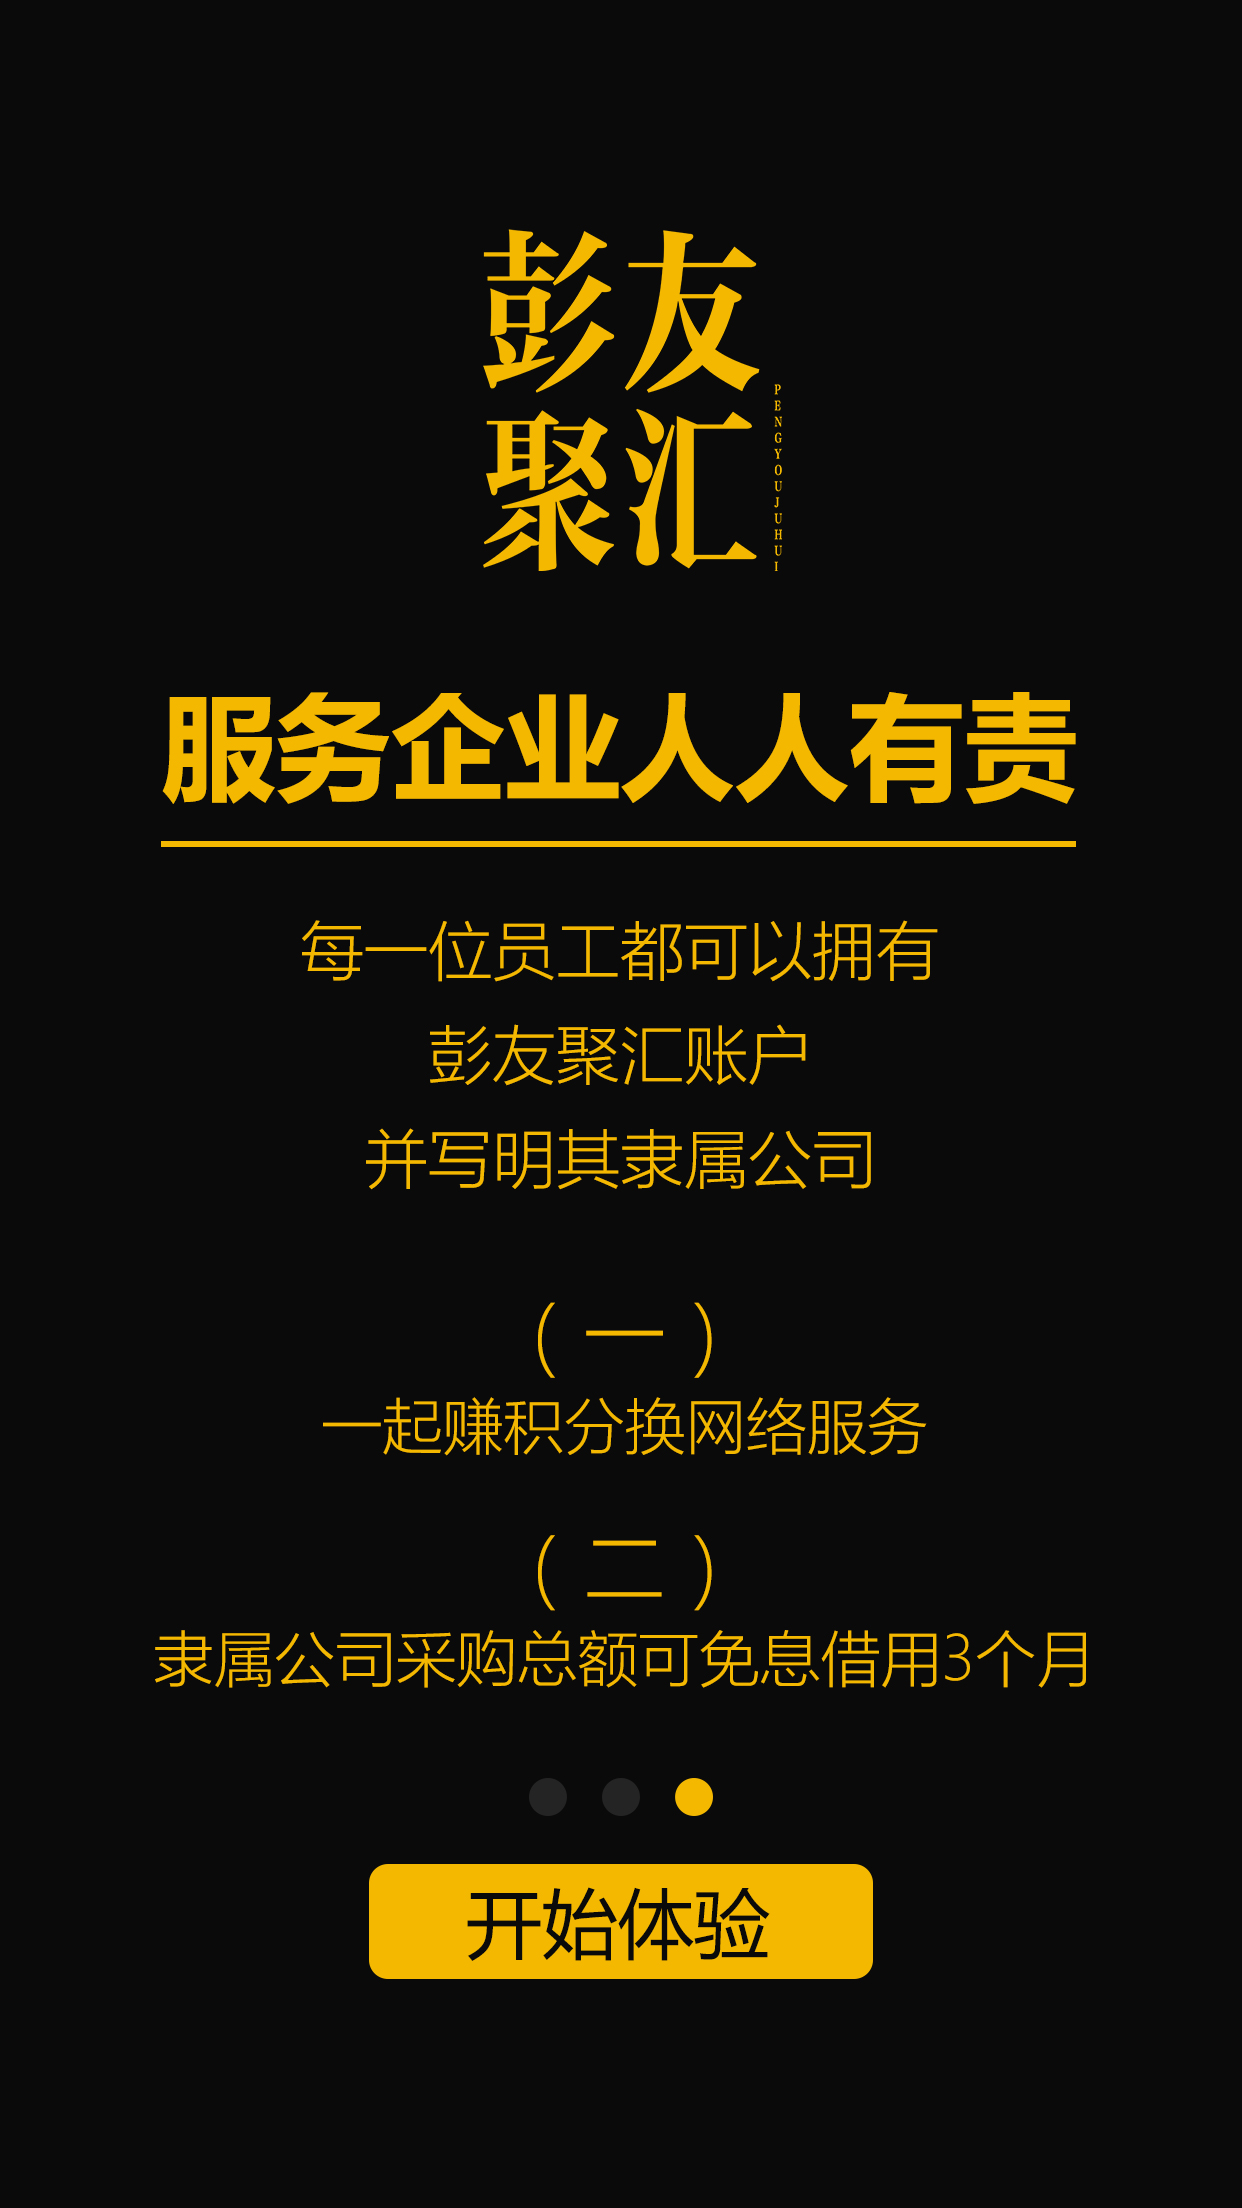 彭友
聚汇
PENGYOUJUHUI
服务企业人人有责
每一位员工都可以拥有
彭友聚汇账户
并写明其隶属公司
(一)
一起赚积分换网络服务
(二)
隶属公司采购总额可免息借用3个月
开始体验